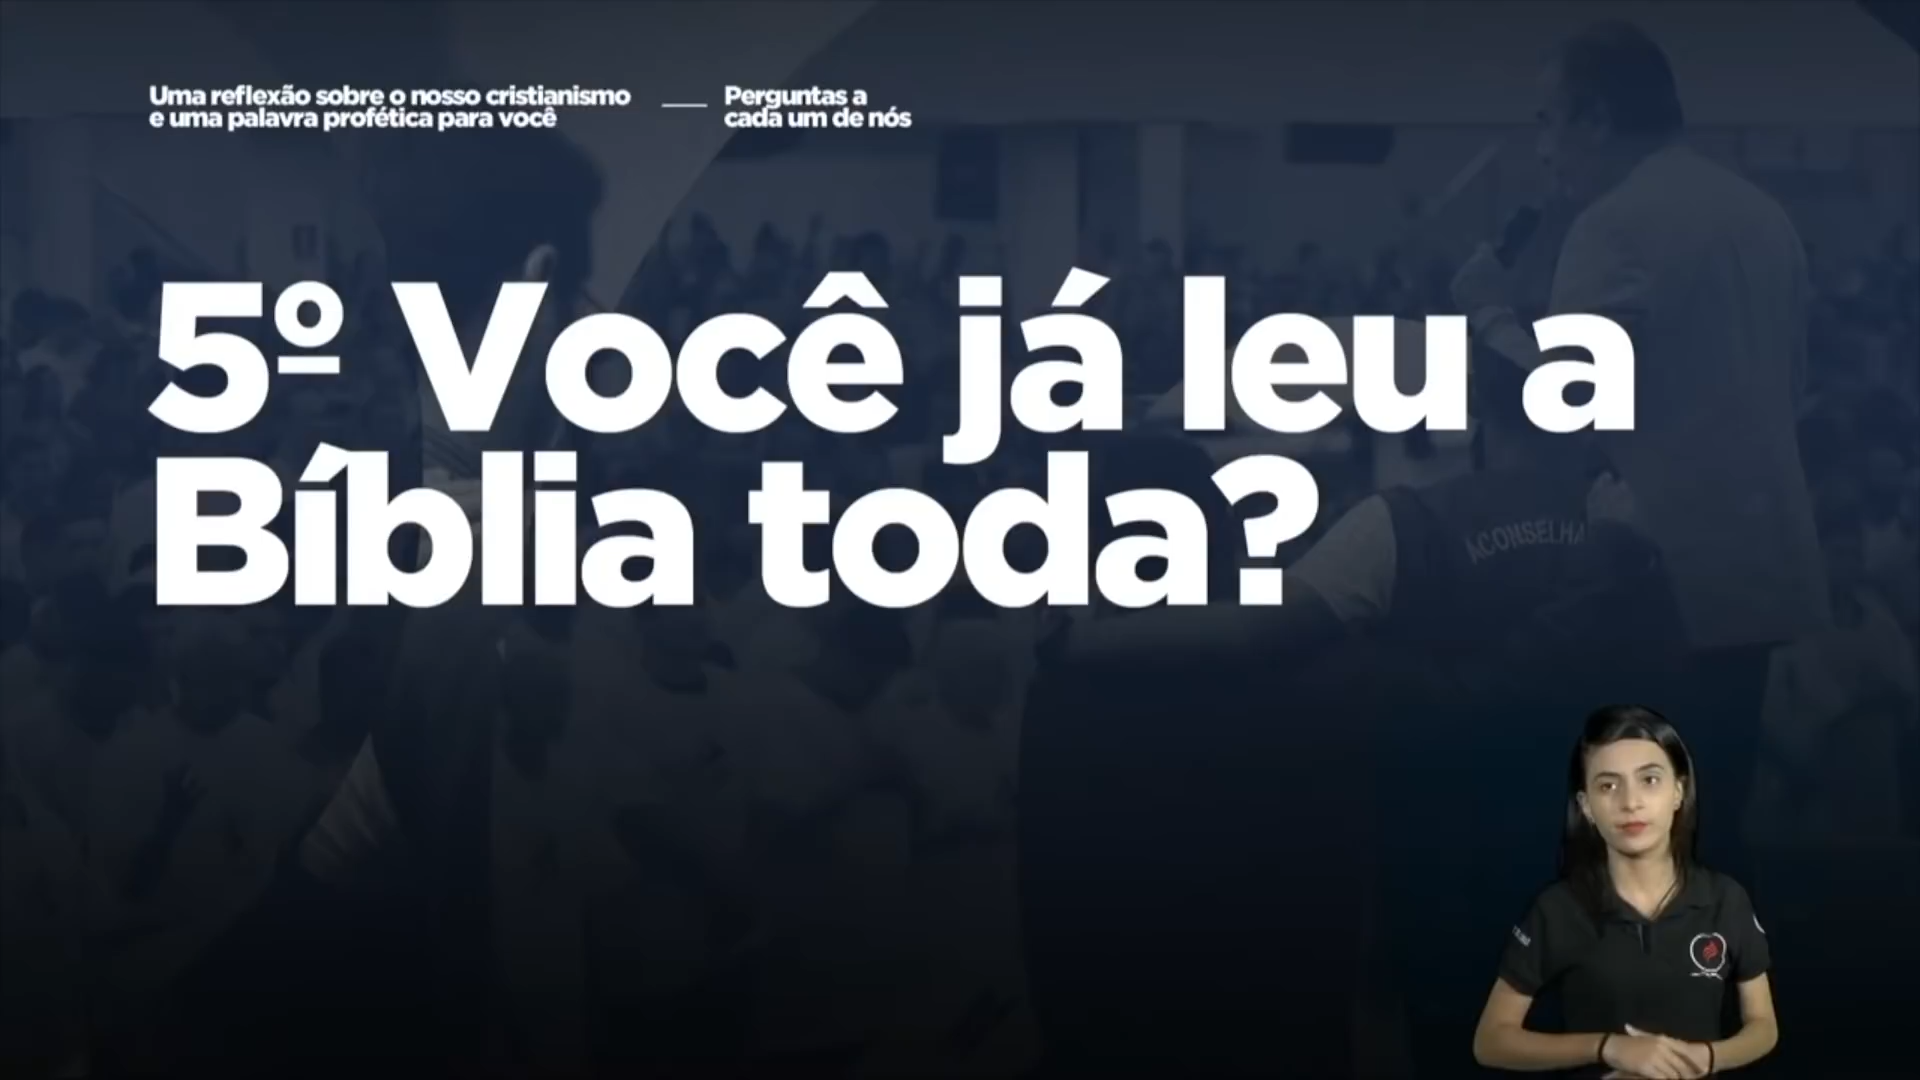 Uma reflexão sobre o nosso cristianismo
e uma palavra profética para você
Perguntas a
cada um de nós
5º Você já leu a
Bíblia toda?
ACONSELHA